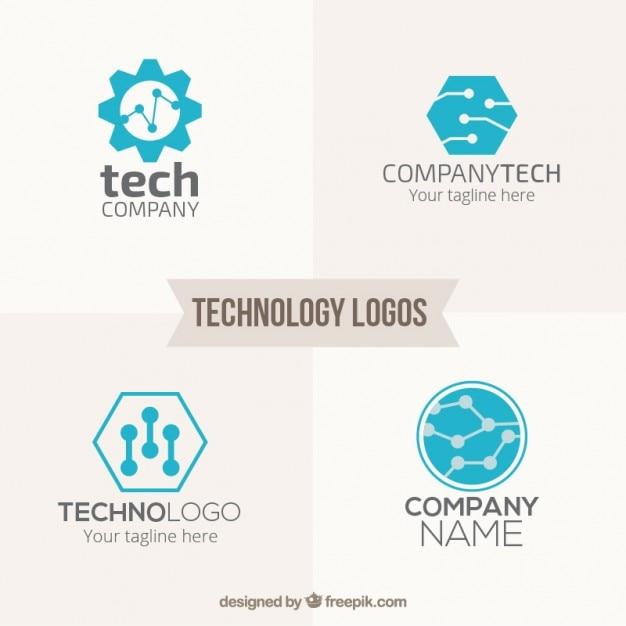 tech
COMPANY
COMPANYTECH
Your tagline here
TECHNOLOGY LOGOS
TECHNOLOGO
Your tagline here
COMPANY
NAME
designed by freepik.com